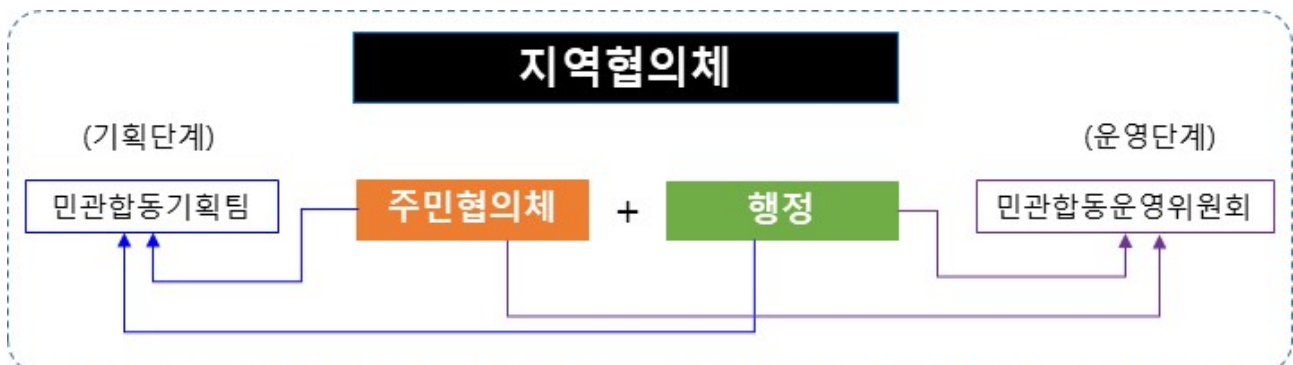 지역협의체
(기획단계)
(운영단계)
민관합동기획팀
주민협의체
+
행정
민관합동운영위원회